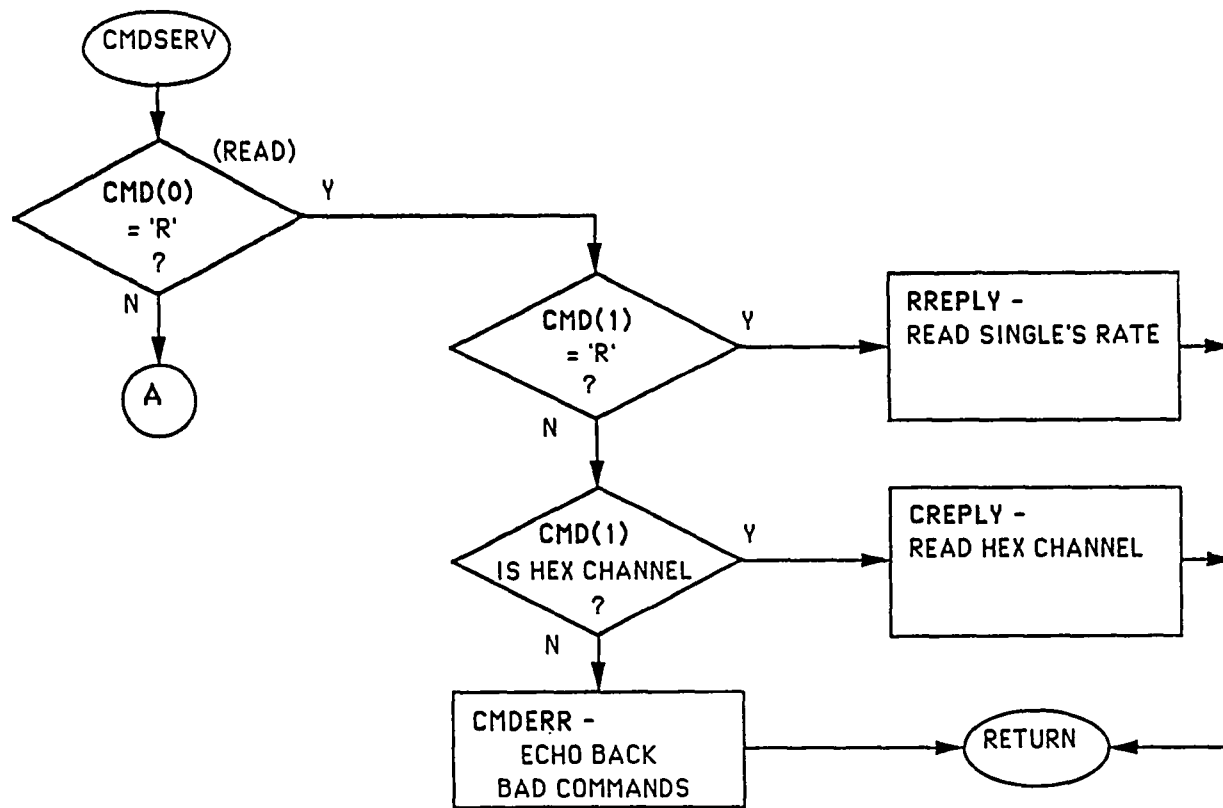 CMDSERV
(READ)
CMD(0)
= 'R'
?
Y
N
A
CMD(1)
= 'R'
?
Y
N
RREPLY -
READ SINGLE'S RATE
CMD(1)
IS HEX CHANNEL
?
Y
N
CREPLY -
READ HEX CHANNEL
CMDERR -
ECHO BACK
BAD COMMANDS
RETURN